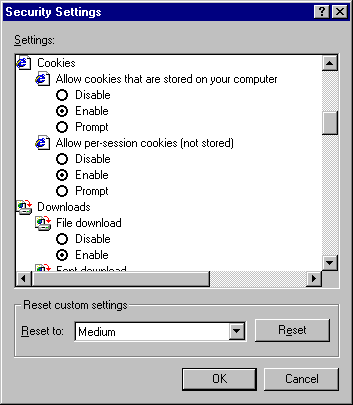 Security Settings
Settings:
Cookies
Allow cookies that are stored on your computer
Disable
Enable
Prompt
Allow per-session cookies (not stored)
Disable
Enable
Prompt
Downloads
File download
Disable
Enable
Font download
Reset custom settings
Reset to: Medium Reset
OK Cancel